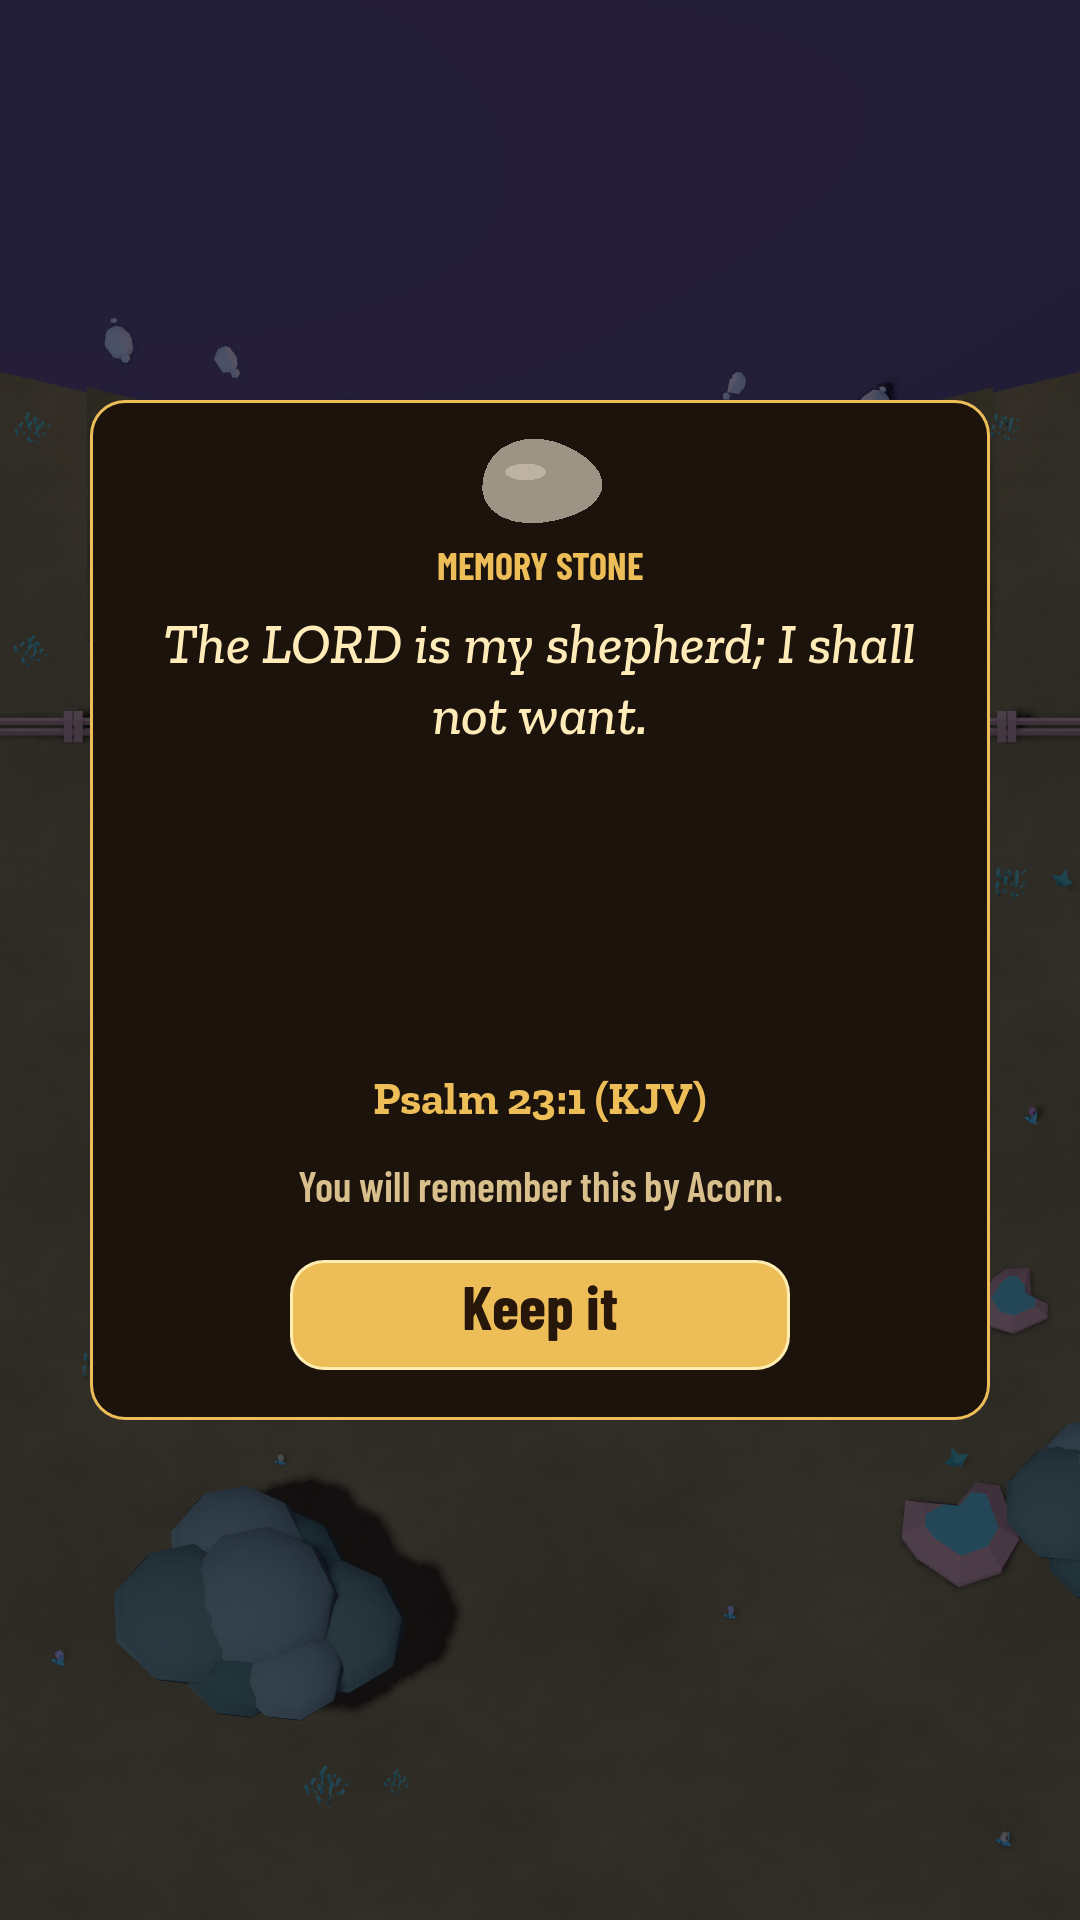 MEMORY STONE
The LORD is my shepherd; I shall
not want.
Psalm 23:1 (KJV)
You will remember this by Acorn.
Keep it